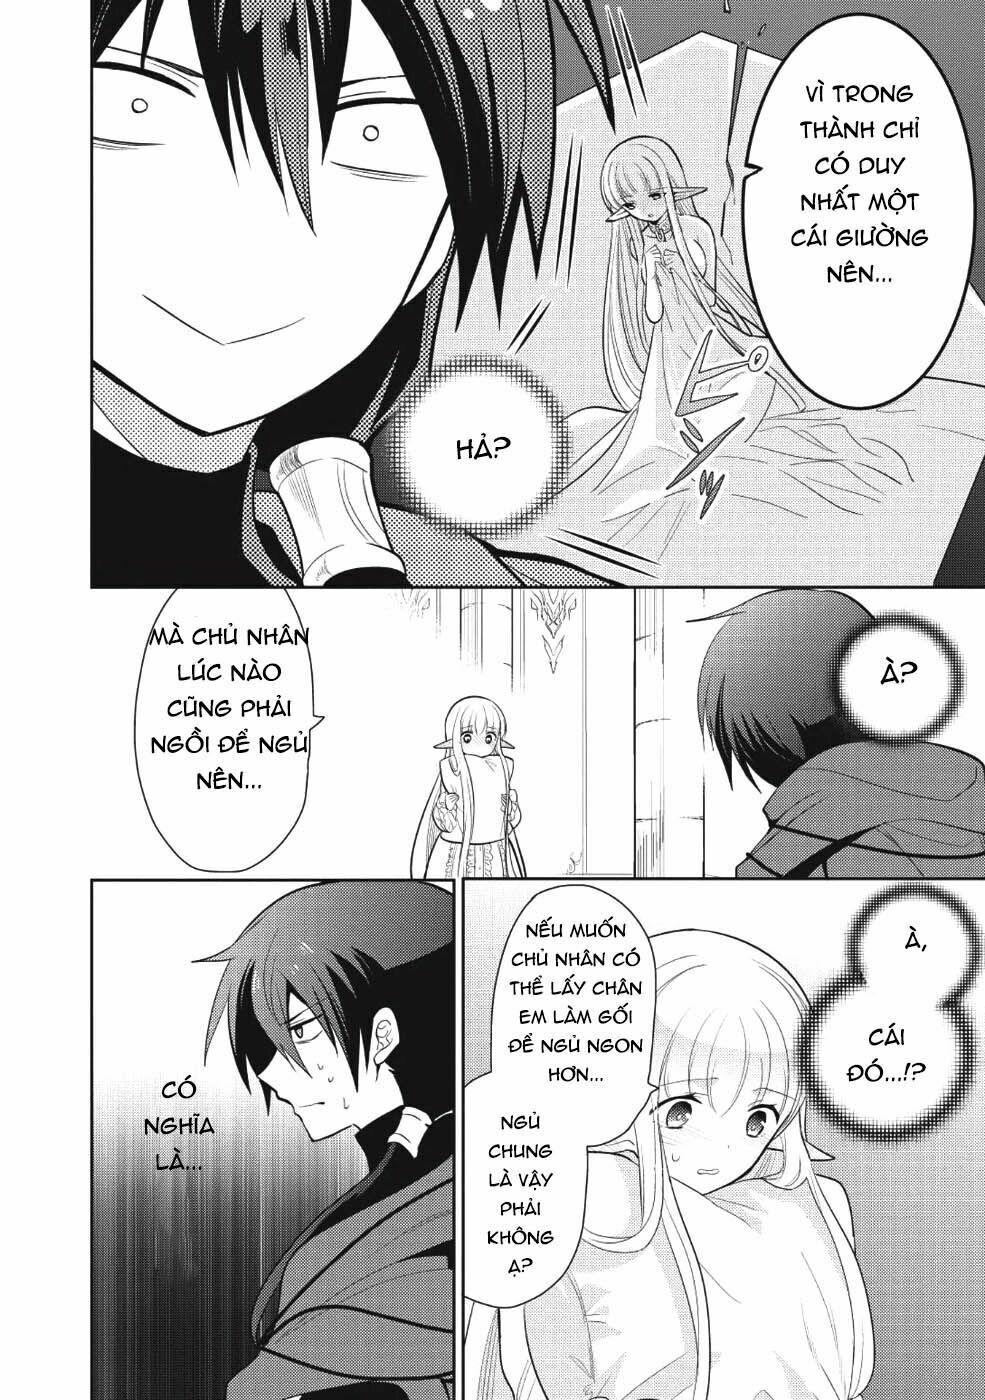 VÌ TRONG
THÀNH CHỈ
CÓ DUY
NHẤT MỘT
CÁI GIƯỜNG
NÊN...
HẢ?
À?
MÀ CHỦ NHÂN
LÚC NÀO
CŨNG PHẢI
NGỒI ĐỂ NGỦ
NÊN...
À,
CÁI
ĐÓ...!?
NẾU MUỐN
CHỦ NHÂN CÓ
THỂ LẤY CHÂN
EM LÀM GỐI
ĐỂ NGỦ NGON
HƠN...
NGỦ
CHUNG
LÀ VẬY
PHẢI
KHÔNG
Ạ?
CÓ
NGHĨA
LÀ...